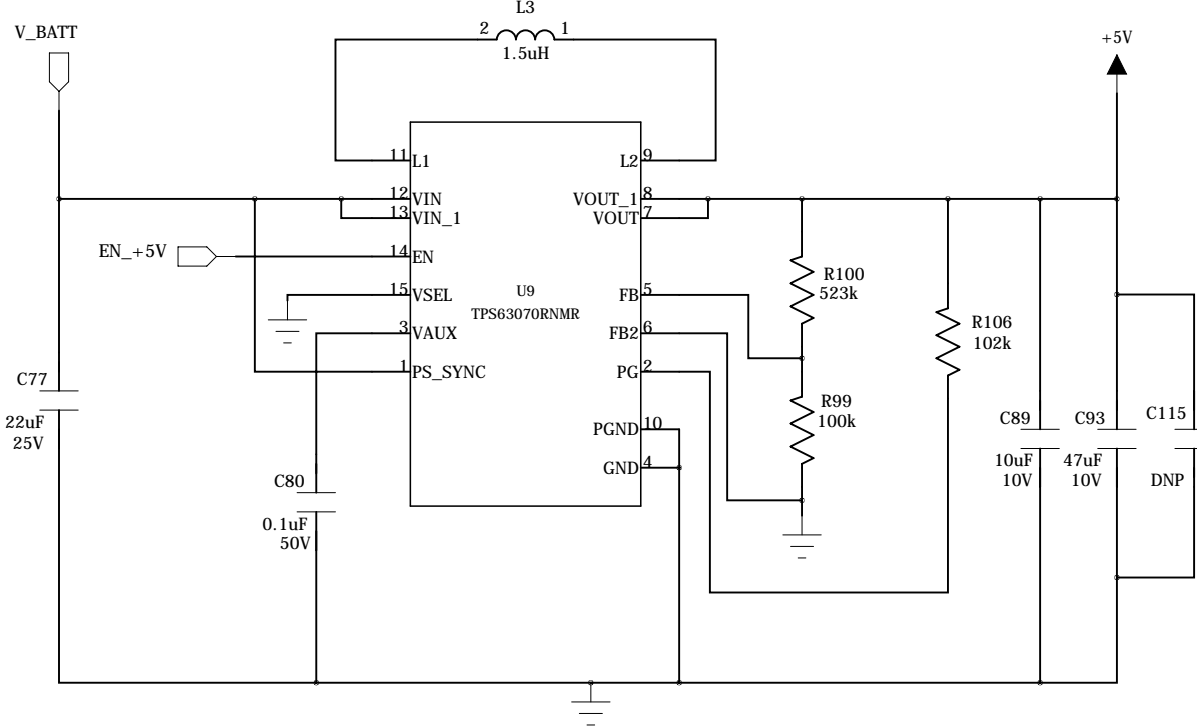 L3
V_BATT
2
1
+5V
1.5uH
11
L1
L2
9
12
VIN
VOUT_1
8
13
VIN_1
VOUT
7
EN_+5V
14
EN
R100
523k
15
VSEL
U9
FB
5
TPS63070RNMR
R106
102k
3
VAUX
FB2
6
1
PS_SYNC
PG
2
C77
22uF
25V
R99
100k
PGND
10
C89
C93
C115
GND
4
10uF
10V
47uF
10V
DNP
C80
0.1uF
50V